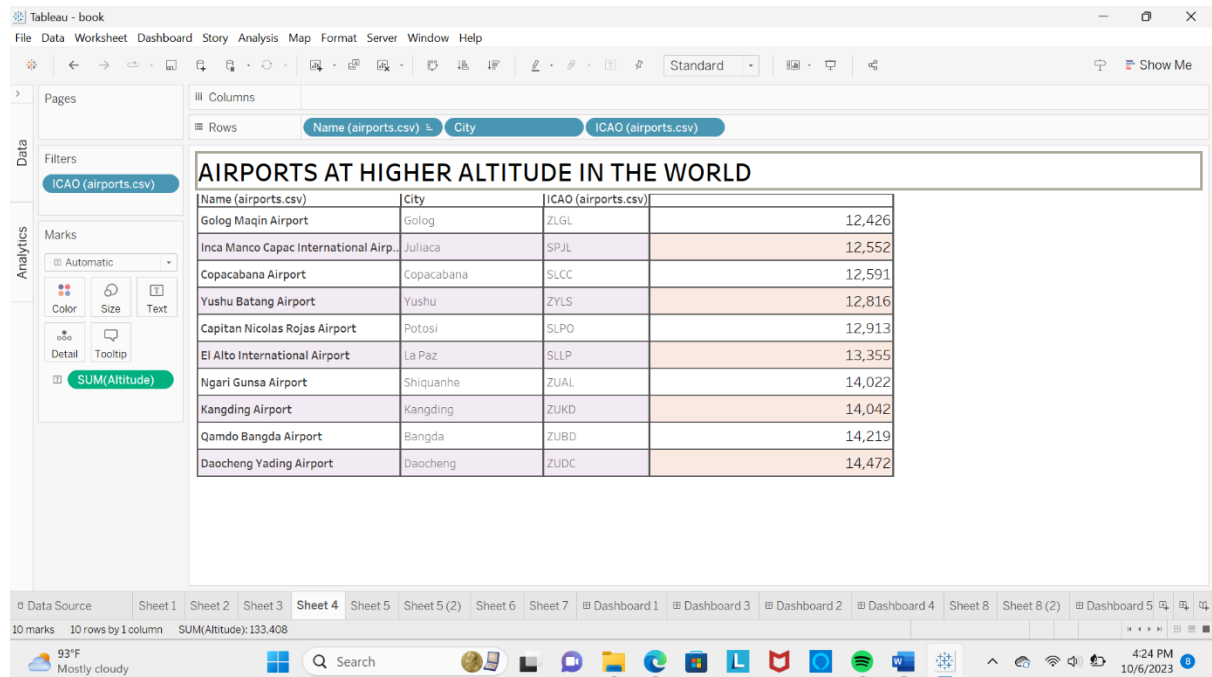 Tableau - book
File Data Worksheet Dashboard Story Analysis Map Format Server Window Help
Standard
Show Me
Pages
Columns
Rows
Name (airports.csv) City ICAO (airports.csv)
Data
Analytics
Filters
ICAO (airports.csv)
Marks
Automatic
Color Size Text
Detail Tooltip
SUM(Altitude)
AIRPORTS AT HIGHER ALTITUDE IN THE WORLD
Name (airports.csv) City ICAO (airports.csv)
Golog Maqin Airport Golog ZLGL 12,426
Inca Manco Capac International Airp.. Juliaca SPJL 12,552
Copacabana Airport Copacabana SLCC 12,591
Yushu Batang Airport Yushu ZYLS 12,816
Capitan Nicolas Rojas Airport Potosi SLPO 12,913
El Alto International Airport La Paz SLLP 13,355
Ngari Gunsa Airport Shiquanhe ZUAL 14,022
Kangding Airport Kangding ZUKD 14,042
Qamdo Bangda Airport Bangda ZUBD 14,219
Daocheng Yading Airport Daocheng ZUDC 14,472
Data Source Sheet 1 Sheet 2 Sheet 3 Sheet 4 Sheet 5 Sheet 5 (2) Sheet 6 Sheet 7 Dashboard 1 Dashboard 3 Dashboard 2 Dashboard 4 Sheet 8 Sheet 8 (2) Dashboard 5
10 marks 10 rows by 1 column SUM(Altitude): 133,408
93°F
Mostly cloudy
Search
L
W
4:24 PM
10/6/2023
8